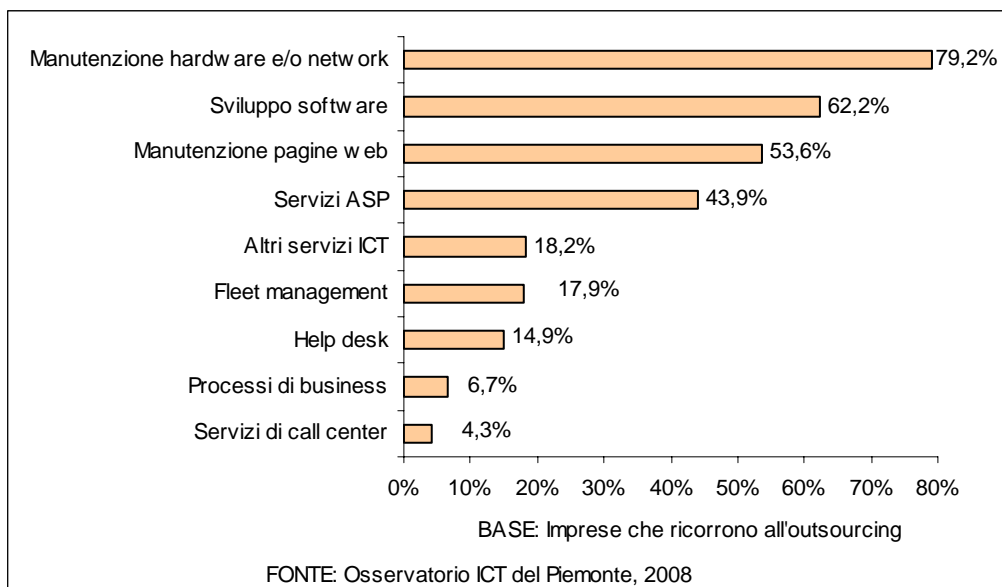 Manutenzione hardware e/o network 79,2%
Sviluppo software 62,2%
Manutenzione pagine web 53,6%
Servizi ASP 43,9%
Altri servizi ICT 18,2%
Fleet management 17,9%
Help desk 14,9%
Processi di business 6,7%
Servizi di call center 4,3%
0% 10% 20% 30% 40% 50% 60% 70% 80%
BASE: Imprese che ricorrono all'outsourcing
FONTE: Osservatorio ICT del Piemonte, 2008